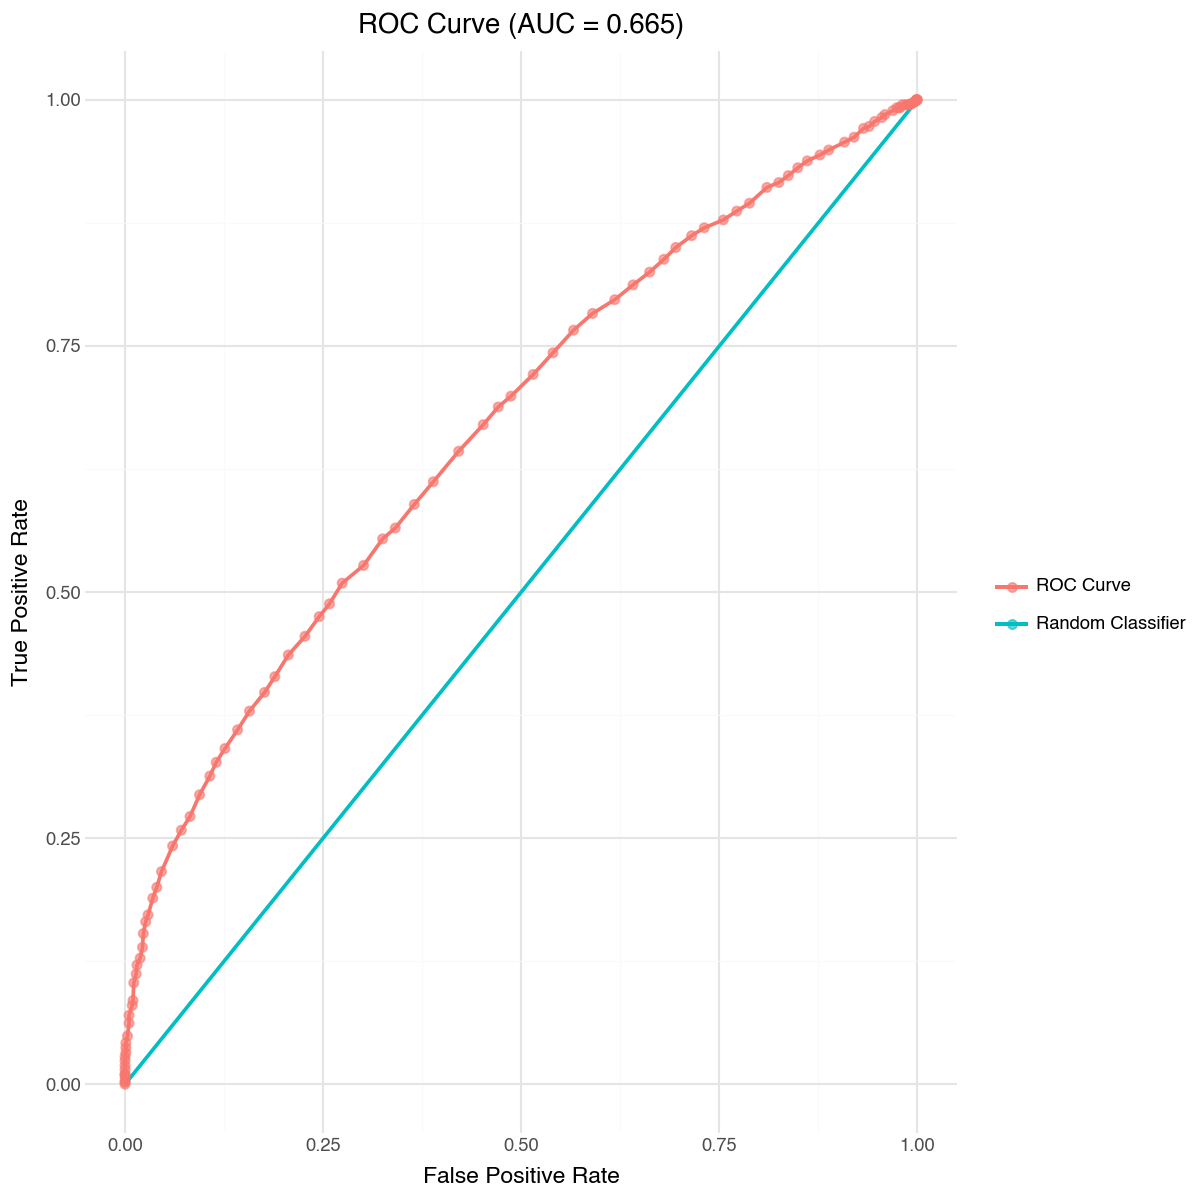 ROC Curve (AUC = 0.665)
1.00
0.75
0.50
0.25
0.00
True Positive Rate
0.00 0.25 0.50 0.75 1.00
False Positive Rate
ROC Curve
Random Classifier